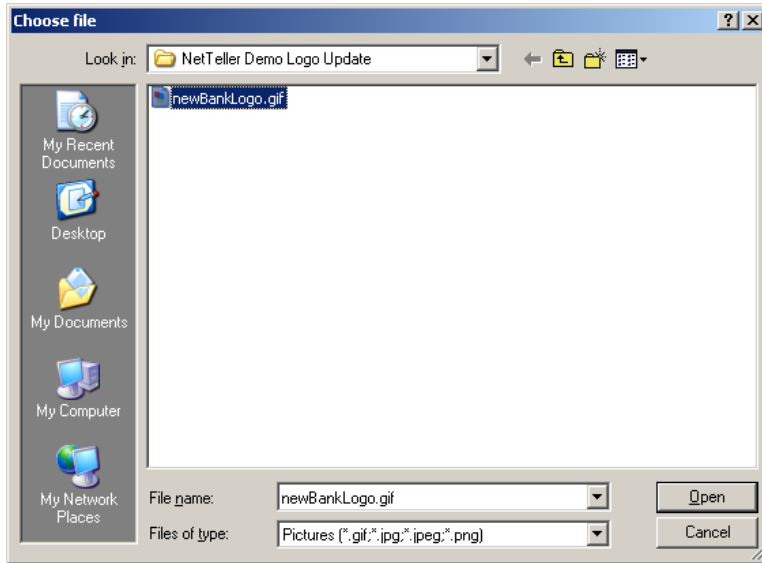 Choose file
Look in: NetTeller Demo Logo Update
newBankLogo.gif
My Recent
Documents
Desktop
My Documents
My Computer
My Network
Places
File name: newBankLogo.gif Open
Files of type: Pictures (*.gif;*.jpg;*.jpeg;*.png) Cancel